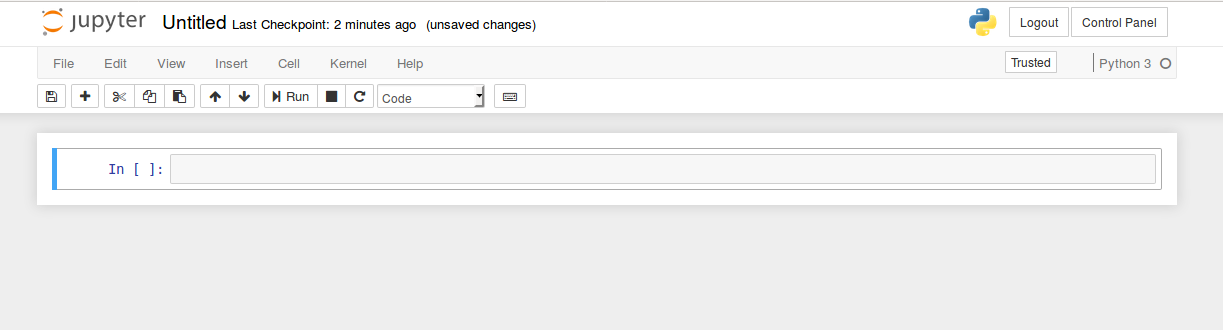 jupyter Untitled Last Checkpoint: 2 minutes ago (unsaved changes) Logout Control Panel
File Edit View Insert Cell Kernel Help Trusted Python 3
Run Code
In [ ]: